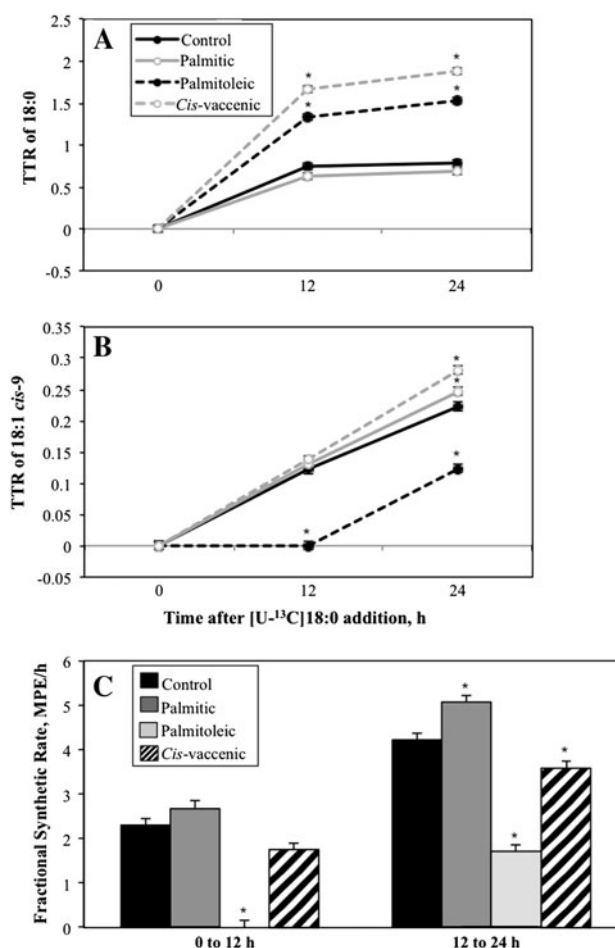 A
Control
Palmitic
Palmitoleic
Cis-vaccenic
TTR of 18:0
2.5
2
1.5
1
0.5
0
-0.5
* *
* *
0 12 24
B
TTR of 18:1 cis-9
0.35
0.3
0.25
0.2
0.15
0.1
0.05
0
-0.05
*
*
*
*
0 12 24
Time after [U-¹³C]18:0 addition, h
C
Control
Palmitic
Palmitoleic
Cis-vaccenic
Fractional Synthetic Rate, MPE/h
6
5
4
3
2
1
0
*
*
*
*
0 to 12 h 12 to 24 h